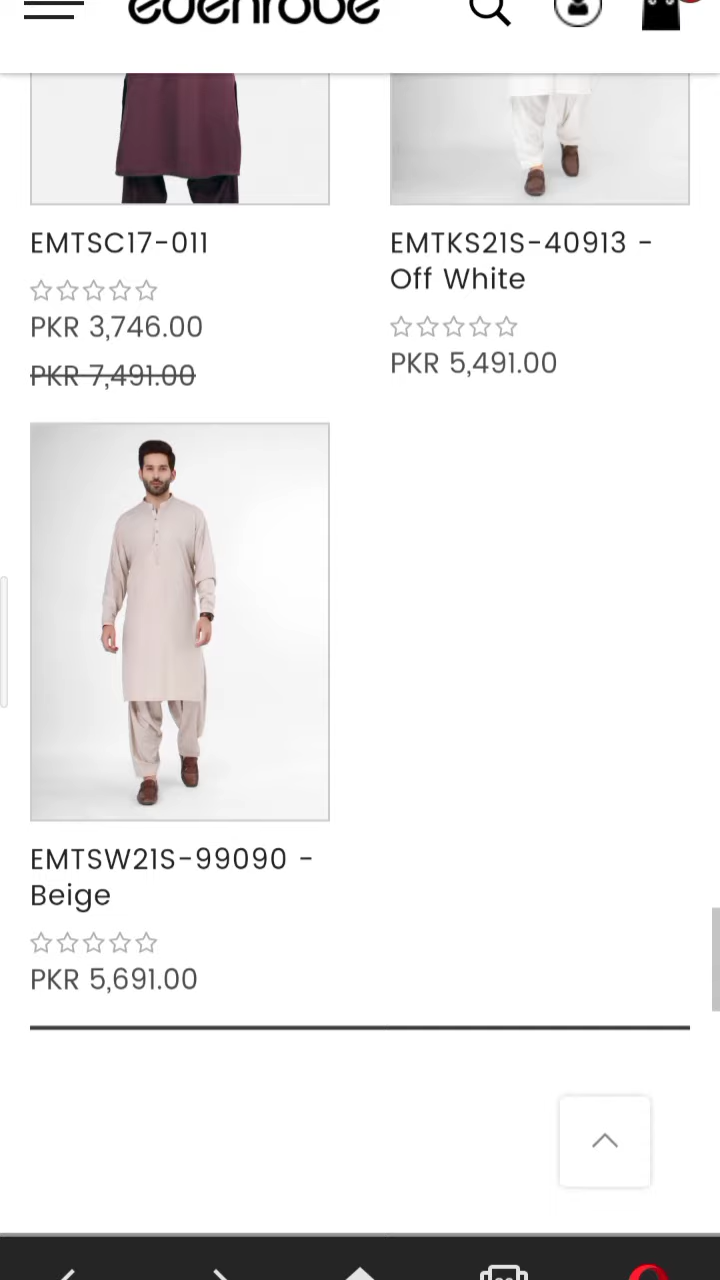 edenrobe
EMTSC17-011
PKR 3,746.00
PKR 7,491.00
EMTKS21S-40913 -
Off White
PKR 5,491.00
EMTSW21S-99090 -
Beige
PKR 5,691.00